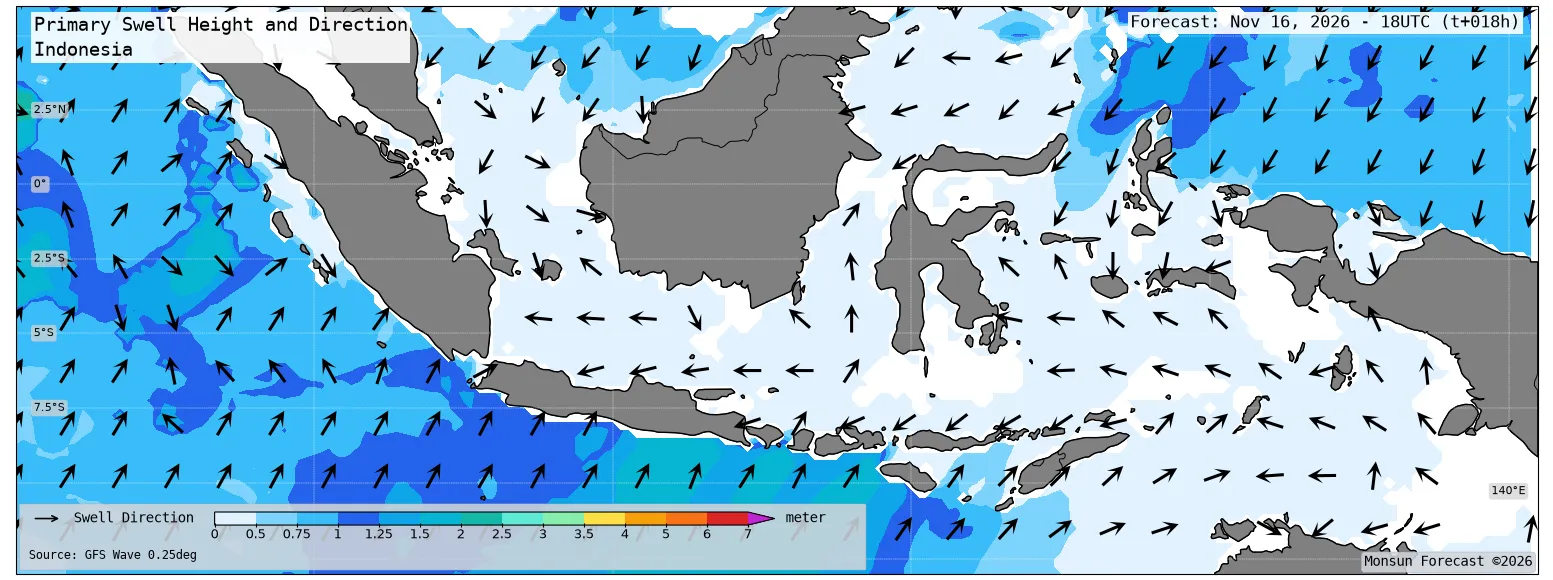 Primary Swell Height and Direction
Indonesia
Forecast: Nov 16, 2026 - 18UTC (t+018h)
2.5°N
0°
2.5°S
5°S
7.5°S
140°E
Swell Direction
0 0.5 0.75 1 1.25 1.5 2 2.5 3 3.5 4 5 6 7
meter
Source: GFS Wave 0.25deg
Monsun Forecast ©2026